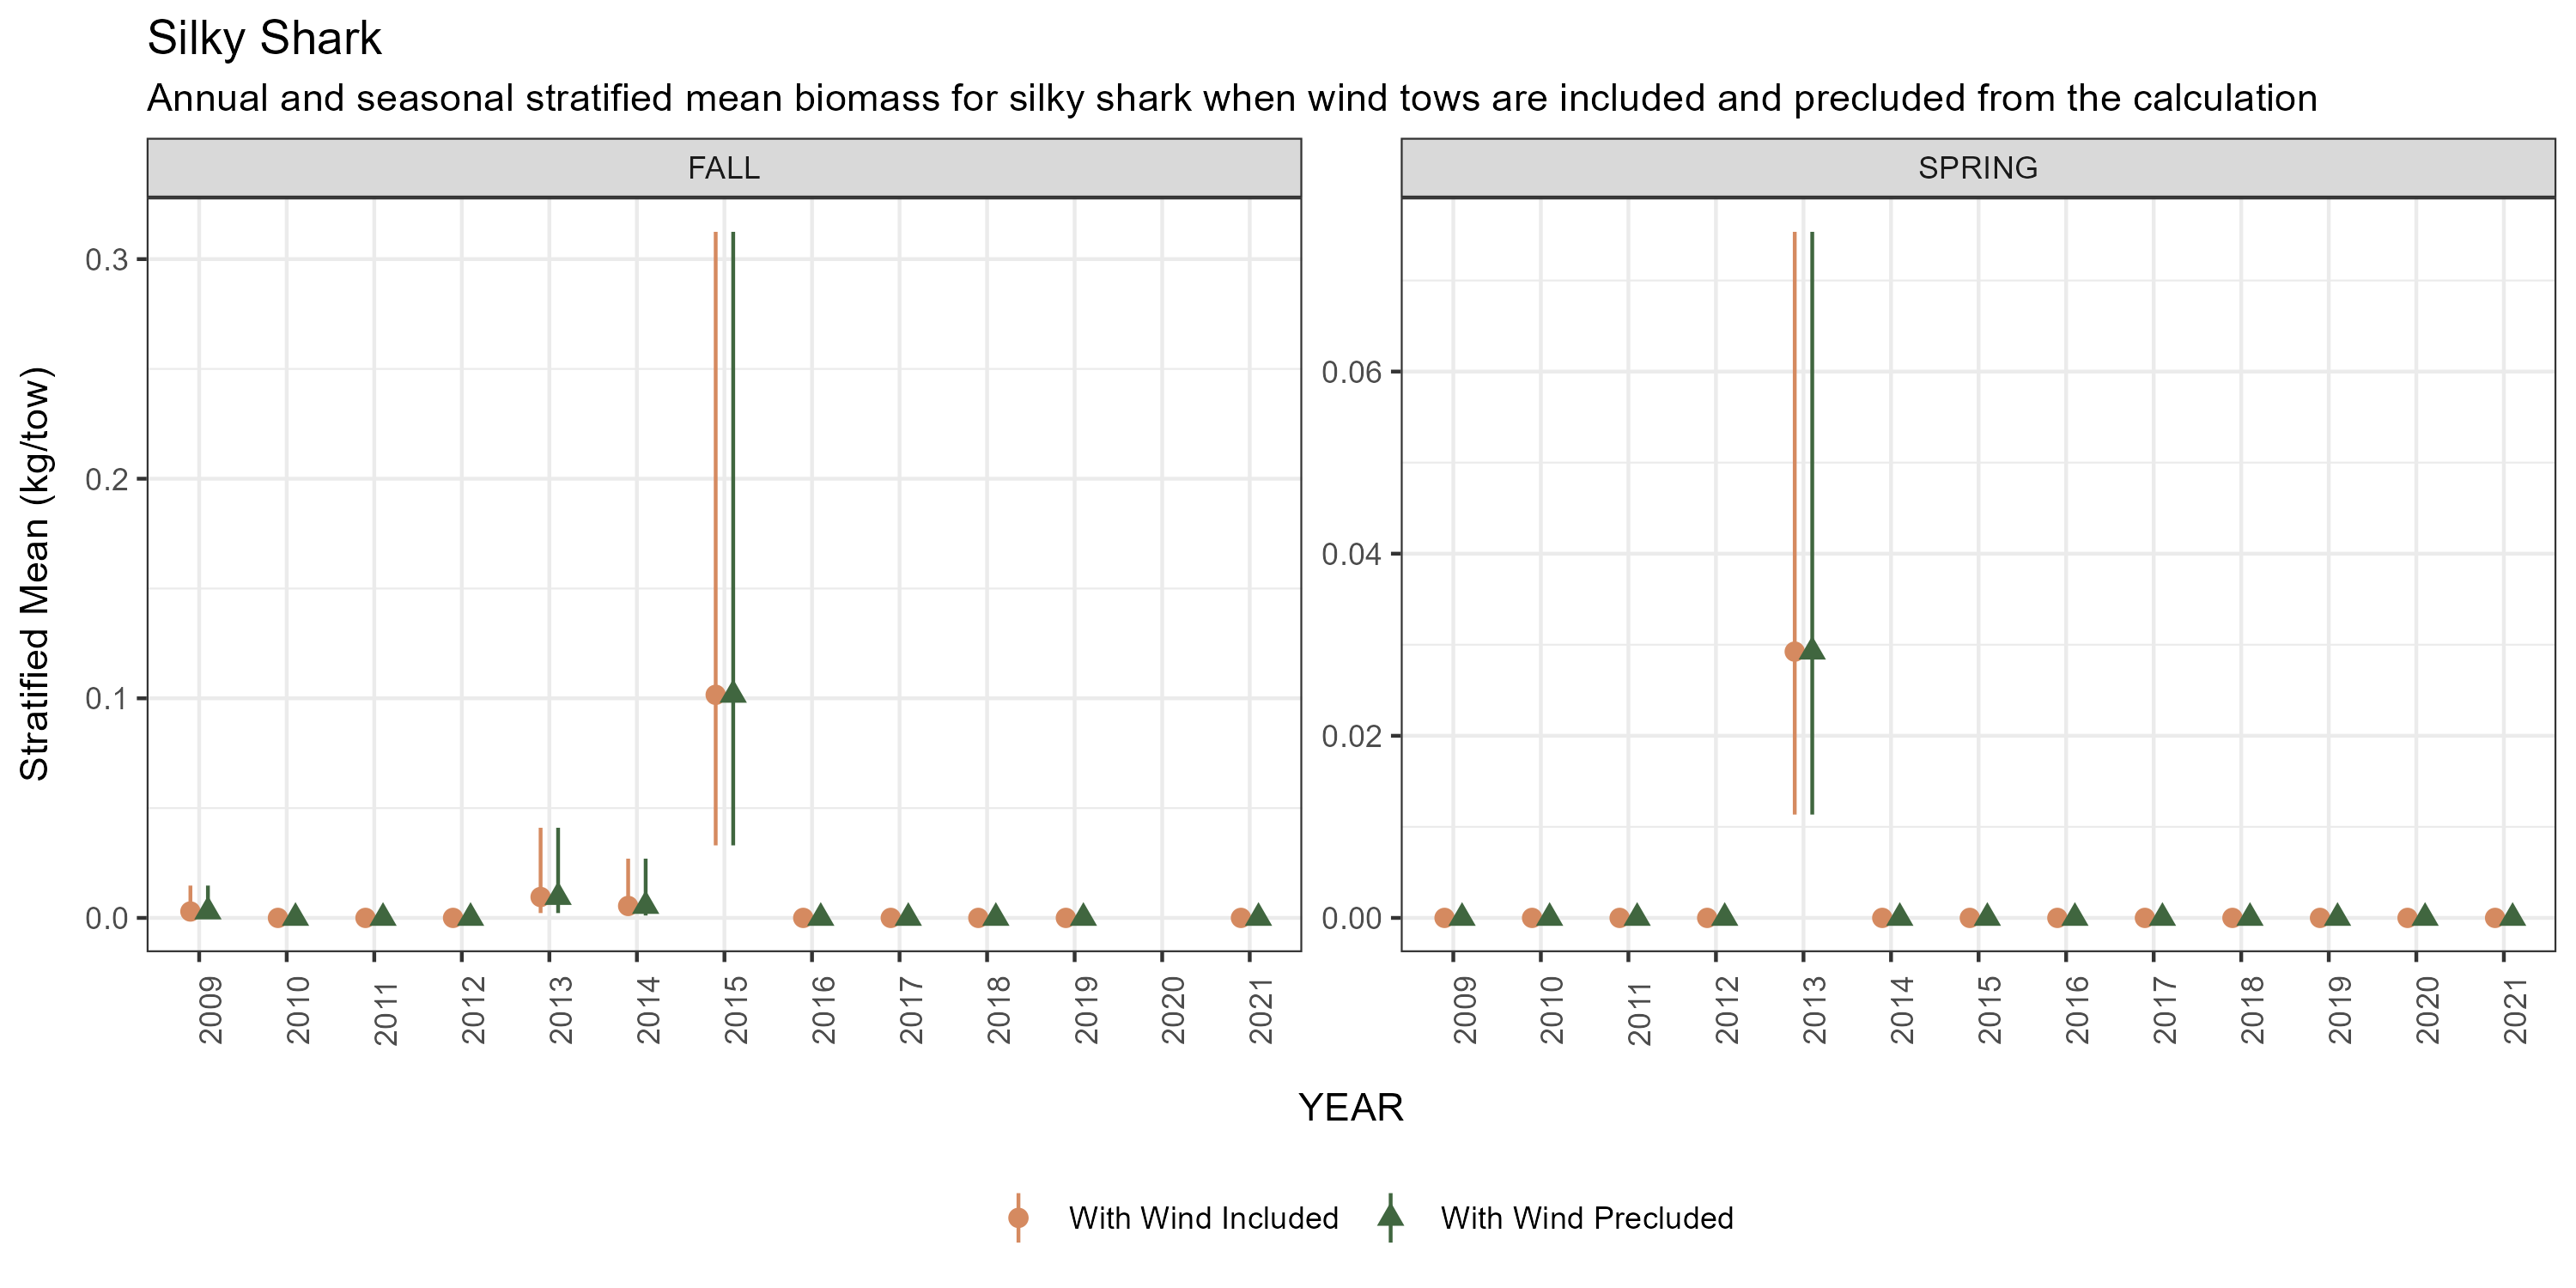 Silky Shark
Annual and seasonal stratified mean biomass for silky shark when wind tows are included and precluded from the calculation
FALL
SPRING
Stratified Mean (kg/tow)
0.3
0.2
0.1
0.0
0.06
0.04
0.02
0.00
2009 2010 2011 2012 2013 2014 2015 2016 2017 2018 2019 2020 2021
2009 2010 2011 2012 2013 2014 2015 2016 2017 2018 2019 2020 2021
YEAR
With Wind Included With Wind Precluded